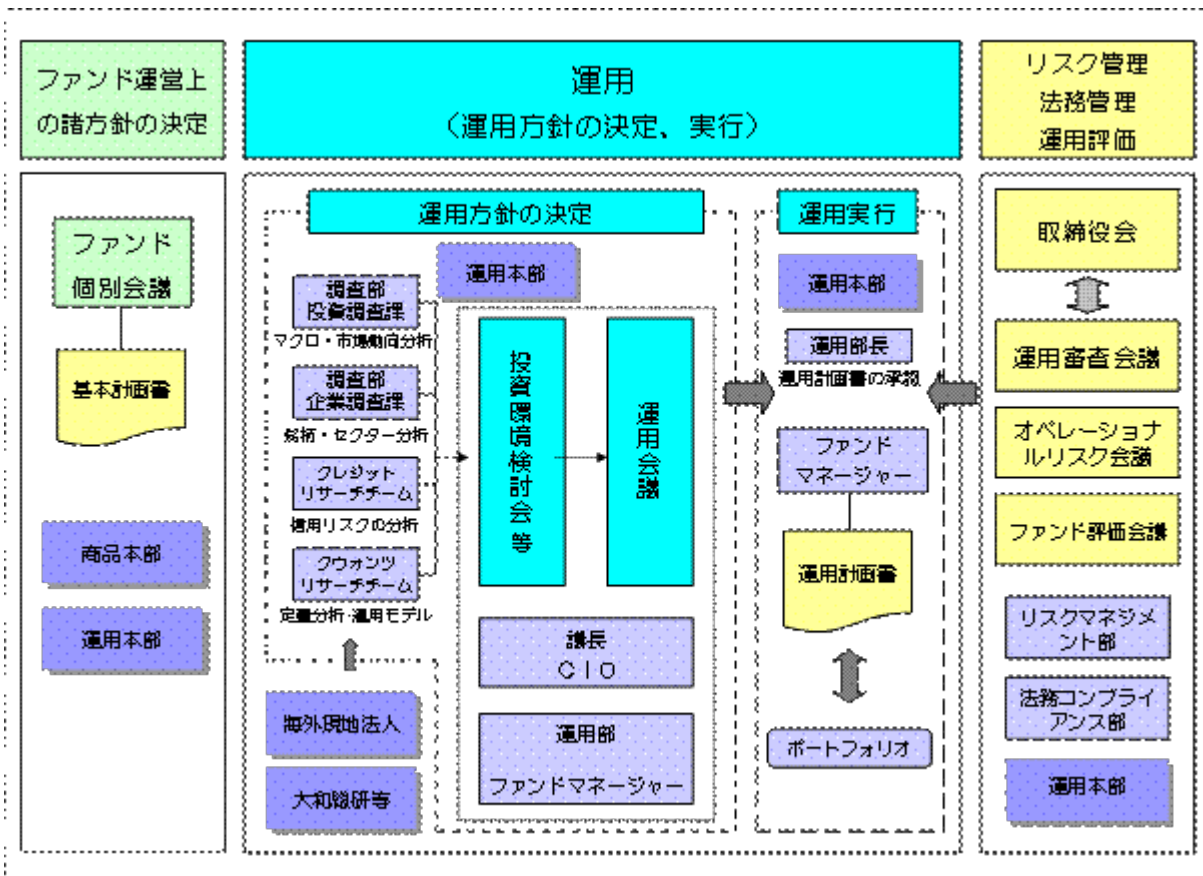 ファンド運営上
の諸方針の決定
ファンド
個別会議
基本計画書
商品本部
運用本部
運用
（運用方針の決定、実行）
運用方針の決定
運用本部
調査部
投資調査課
マクロ・市場動向分析
調査部
企業調査課
銘柄・セクター分析
クレジット
リサーチチーム
信用リスクの分析
クウォンツ
リサーチチーム
定量分析・運用モデル
海外現地法人
大和総研等
投資環境検討会 等
運用会議
議長
CIO
運用部
ファンドマネージャー
運用実行
運用本部
運用部長
運用計画書の承認
ファンド
マネージャー
運用計画書
ポートフォリオ
リスク管理
法務管理
運用評価
取締役会
運用審査会議
オペレーショナ
ルリスク会議
ファンド評価会議
リスクマネジメ
ント部
法務コンプライ
アンス部
運用本部